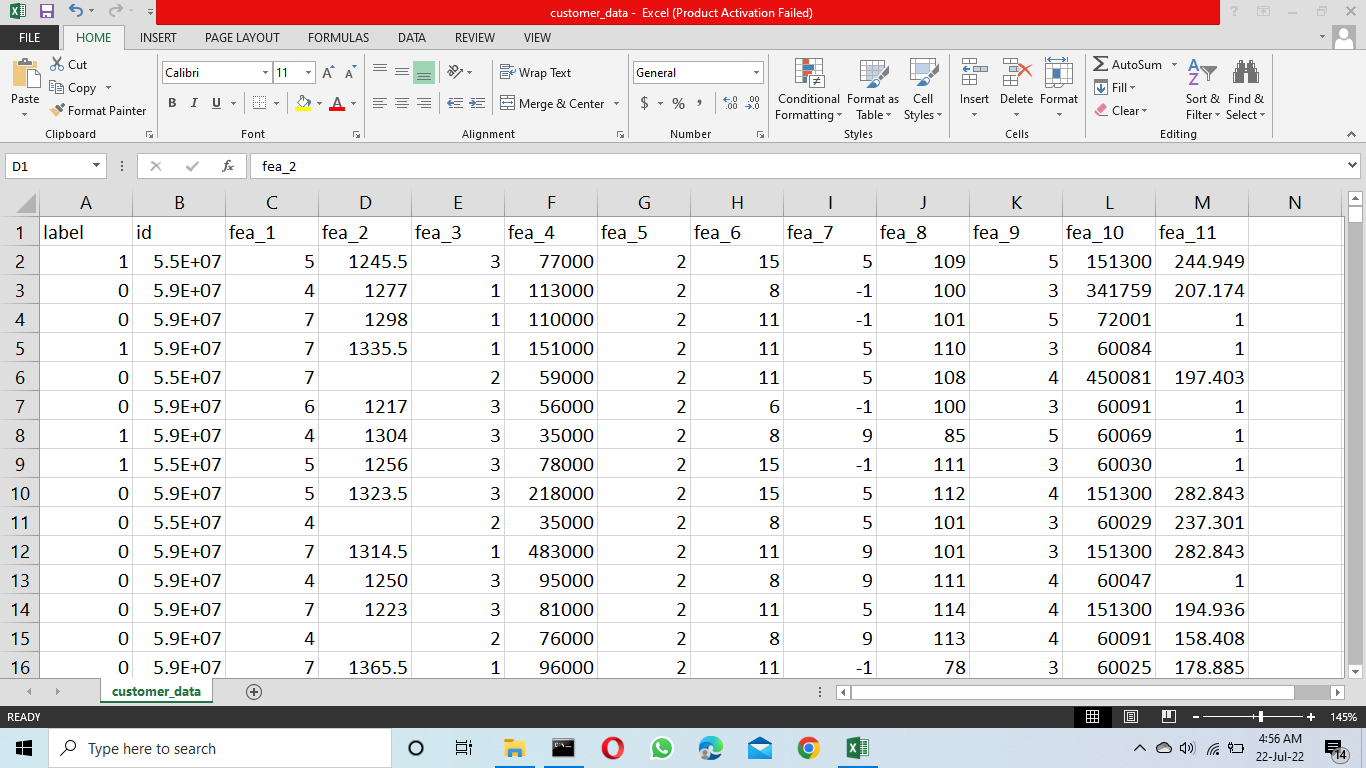 customer_data - Excel (Product Activation Failed)
FILE HOME INSERT PAGE LAYOUT FORMULAS DATA REVIEW VIEW
Paste Cut Copy Format Painter Clipboard
Calibri 11 B I U A Font
Wrap Text Merge & Center Alignment
General $ % , Number
Conditional Formatting Format as Table Cell Styles Styles
Insert Delete Format Cells
AutoSum Fill Clear Sort & Filter Find & Select Editing
D1 fx fea_2
A B C D E F G H I J K L M N
1 label id fea_1 fea_2 fea_3 fea_4 fea_5 fea_6 fea_7 fea_8 fea_9 fea_10 fea_11
2 1 5.5E+07 5 1245.5 3 77000 2 15 5 109 5 151300 244.949
3 0 5.9E+07 4 1277 1 113000 2 8 -1 100 3 341759 207.174
4 0 5.9E+07 7 1298 1 110000 2 11 -1 101 5 72001 1
5 1 5.9E+07 7 1335.5 1 151000 2 11 5 110 3 60084 1
6 0 5.5E+07 7 2 59000 2 11 5 108 4 450081 197.403
7 0 5.9E+07 6 1217 3 56000 2 6 -1 100 3 60091 1
8 1 5.9E+07 4 1304 3 35000 2 8 9 85 5 60069 1
9 1 5.5E+07 5 1256 3 78000 2 15 -1 111 3 60030 1
10 0 5.9E+07 5 1323.5 3 218000 2 15 5 112 4 151300 282.843
11 0 5.5E+07 4 2 35000 2 8 5 101 3 60029 237.301
12 0 5.9E+07 7 1314.5 1 483000 2 11 9 101 3 151300 282.843
13 0 5.9E+07 4 1250 3 95000 2 8 9 111 4 60047 1
14 0 5.9E+07 7 1223 3 81000 2 11 5 114 4 151300 194.936
15 0 5.9E+07 4 2 76000 2 8 9 113 4 60091 158.408
16 0 5.9E+07 7 1365.5 1 96000 2 11 -1 78 3 60025 178.885
customer_data
READY 145%
Type here to search
4:56 AM
22-Jul-22
14